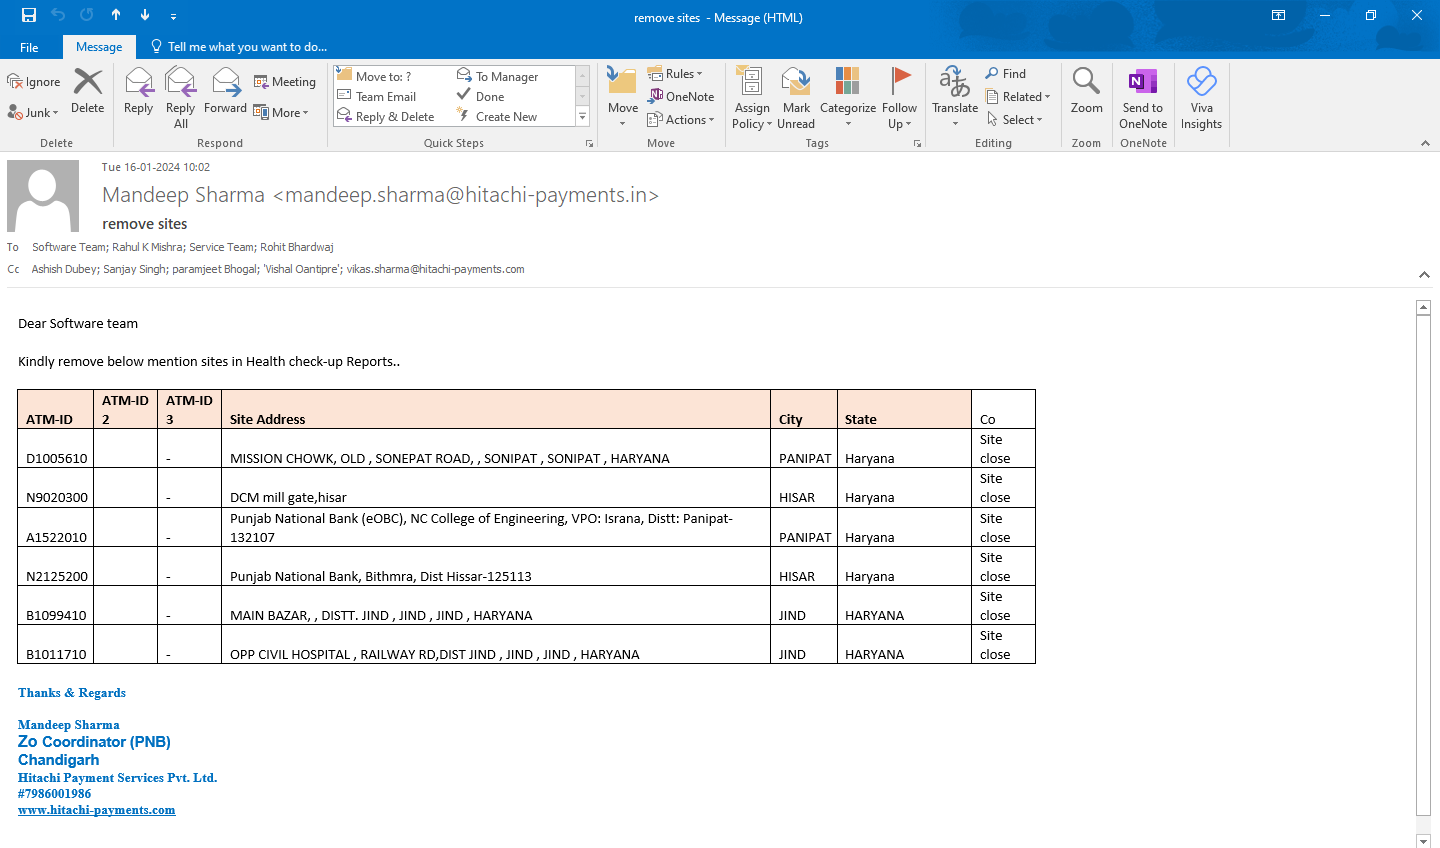 remove sites - Message (HTML)
File Message Tell me what you want to do...
Ignore
Junk
Delete
Delete
Reply
Reply All
Forward
Meeting
More
Respond
Move to: ?
Team Email
Reply & Delete
To Manager
Done
Create New
Quick Steps
Move
Rules
OneNote
Actions
Move
Assign Policy
Mark Unread
Categorize
Follow Up
Tags
Translate
Find
Related
Select
Editing
Zoom
Zoom
Send to OneNote
OneNote
Viva Insights
Tue 16-01-2024 10:02
Mandeep Sharma <mandeep.sharma@hitachi-payments.in>
remove sites
To Software Team; Rahul K Mishra; Service Team; Rohit Bhardwaj
Cc Ashish Dubey; Sanjay Singh; paramjeet Bhogal; 'Vishal Oantipre'; vikas.sharma@hitachi-payments.com
Dear Software team
Kindly remove below mention sites in Health check-up Reports..
ATM-ID ATM-ID 2 ATM-ID 3 Site Address City State Co
D1005610 - MISSION CHOWK, OLD , SONEPAT ROAD, , SONIPAT , SONIPAT , HARYANA PANIPAT Haryana Site close
N9020300 - DCM mill gate,hisar HISAR Haryana Site close
A1522010 - Punjab National Bank (eOBC), NC College of Engineering, VPO: Israna, Distt: Panipat-132107 PANIPAT Haryana Site close
N2125200 - Punjab National Bank, Bithmra, Dist Hissar-125113 HISAR Haryana Site close
B1099410 - MAIN BAZAR, , DISTT. JIND , JIND , JIND , HARYANA JIND HARYANA Site close
B1011710 - OPP CIVIL HOSPITAL , RAILWAY RD,DIST JIND , JIND , JIND , HARYANA JIND HARYANA Site close
Thanks & Regards
Mandeep Sharma
Zo Coordinator (PNB)
Chandigarh
Hitachi Payment Services Pvt. Ltd.
#7986001986
www.hitachi-payments.com